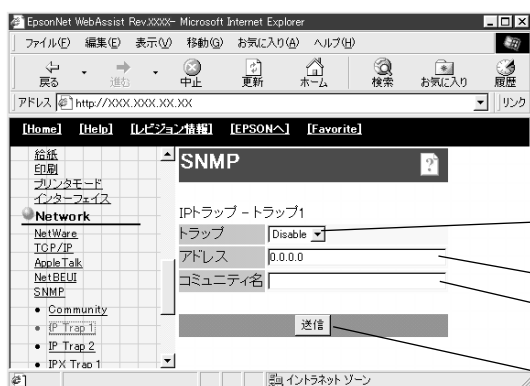 EpsonNet WebAssist Rev.XXXX- Microsoft Internet Explorer
ファイル(F) 編集(E) 表示(V) 移動(G) お気に入り(A) ヘルプ(H)
戻る 進む 中止 更新 ホーム 検索 お気に入り 履歴
アドレス http://XXX.XXX.XX.XX リンク
[Home] [Help] [レビジョン情報] [EPSONへ] [Favorite]
給紙
印刷
プリンタモード
インターフェイス
Network
NetWare
TCP/IP
AppleTalk
NetBEUI
SNMP
• Community
• IP Trap 1
• IP Trap 2
• IPX Trap 1
SNMP ?
IPトラップ - トラップ1
トラップ Disable
アドレス 0.0.0.0
コミュニティ名
送信
イントラネット ゾーン